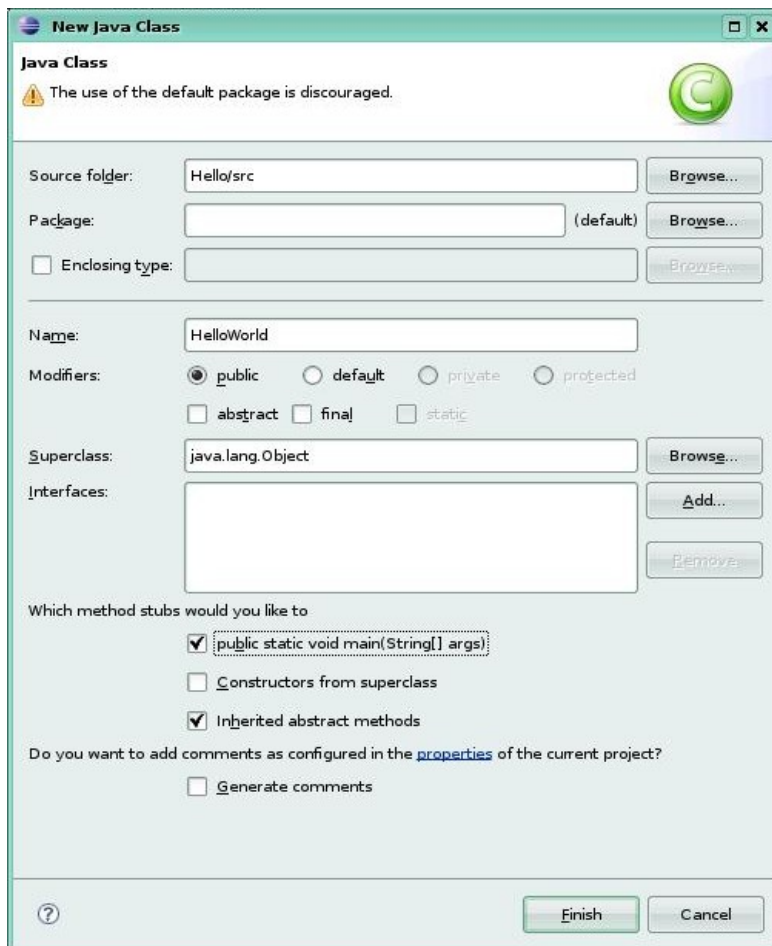 New Java Class
Java Class
The use of the default package is discouraged.
C
Source folder: Hello/src Browse...
Package: (default) Browse...
Enclosing type: Browse...
Name: HelloWorld
Modifiers: public default private protected
abstract final static
Superclass: java.lang.Object Browse...
Interfaces: Add...
Remove
Which method stubs would you like to
public static void main(String[] args)
Constructors from superclass
Inherited abstract methods
Do you want to add comments as configured in the properties of the current project?
Generate comments
? Finish Cancel